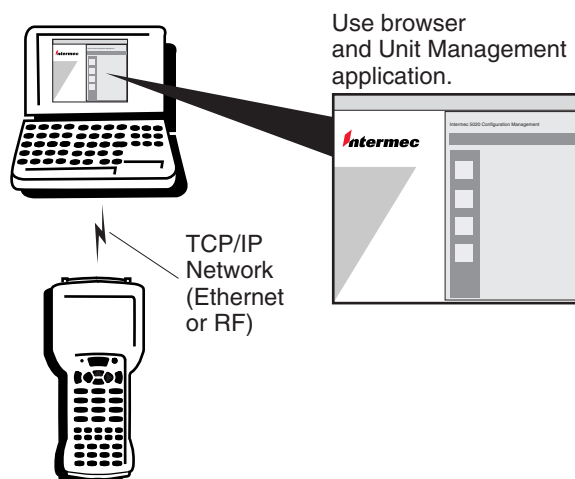 Use browser
and Unit Management
application.
Intermec
Intermec
Intermec 5020 Configuration Management
TCP/IP
Network
(Ethernet
or RF)